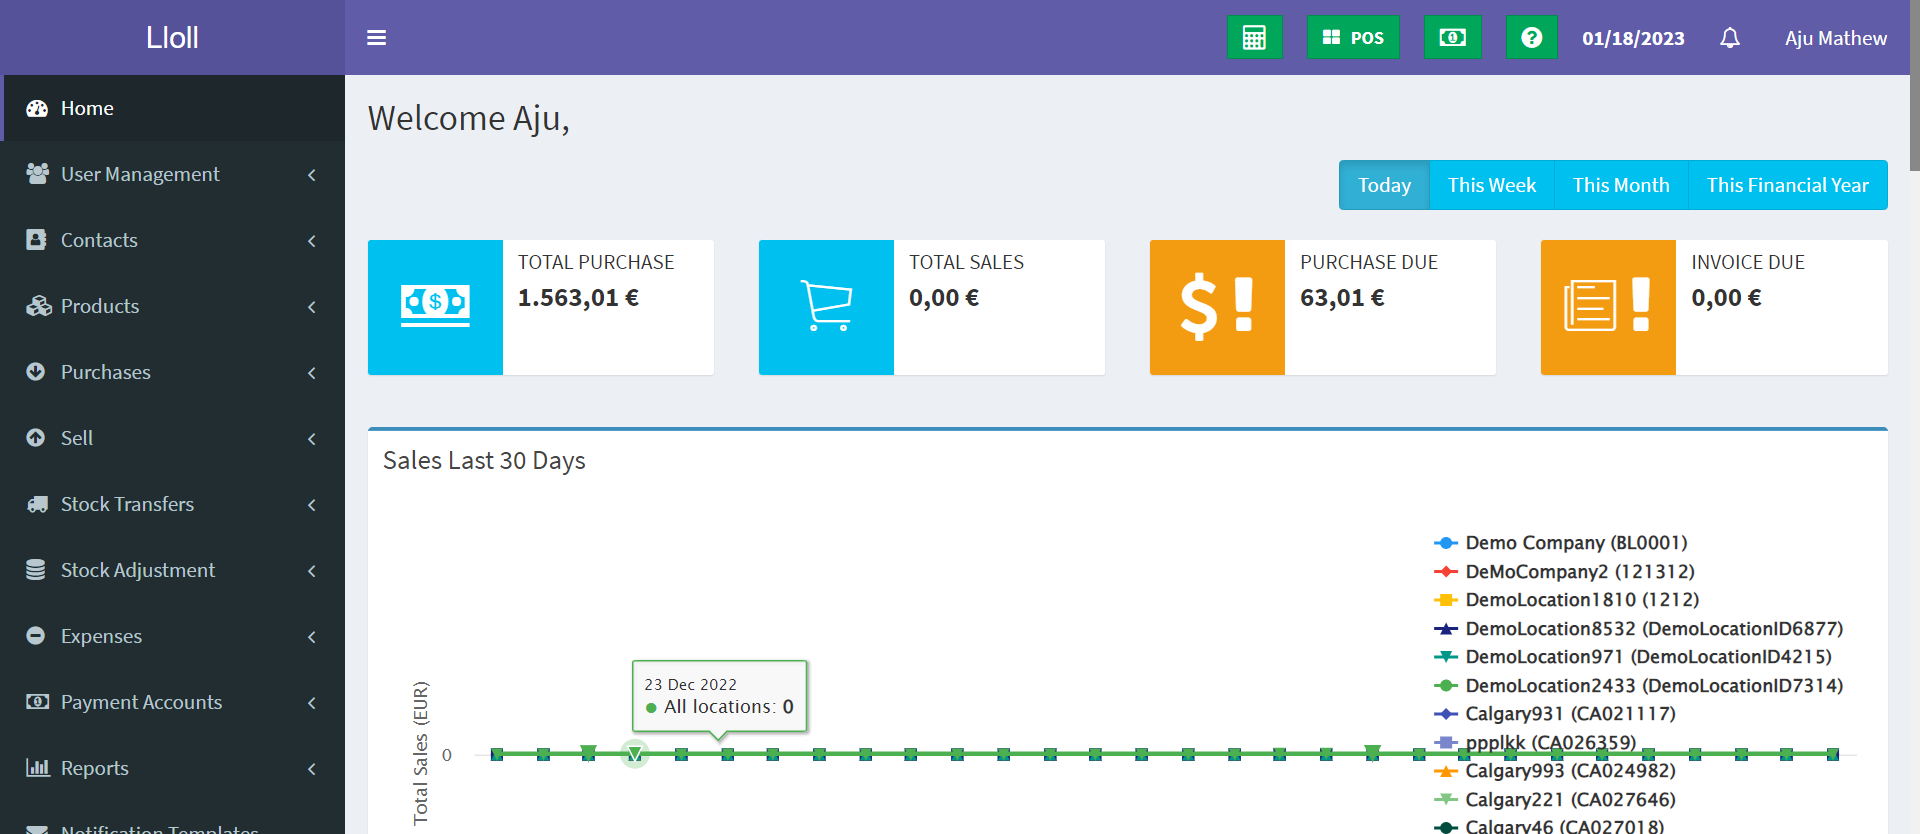 Lloll
POS
01/18/2023
Aju Mathew
Home
User Management
Contacts
Products
Purchases
Sell
Stock Transfers
Stock Adjustment
Expenses
Payment Accounts
Reports
Notification Templates
Welcome Aju,
Today
This Week
This Month
This Financial Year
TOTAL PURCHASE
1.563,01 €
TOTAL SALES
0,00 €
PURCHASE DUE
63,01 €
INVOICE DUE
0,00 €
Sales Last 30 Days
Total Sales (EUR)
0
23 Dec 2022
All locations: 0
Demo Company (BL0001)
DeMoCompany2 (121312)
DemoLocation1810 (1212)
DemoLocation8532 (DemoLocationID6877)
DemoLocation971 (DemoLocationID4215)
DemoLocation2433 (DemoLocationID7314)
Calgary931 (CA021117)
ppplkk (CA026359)
Calgary993 (CA024982)
Calgary221 (CA027646)
Calgary46 (CA027018)